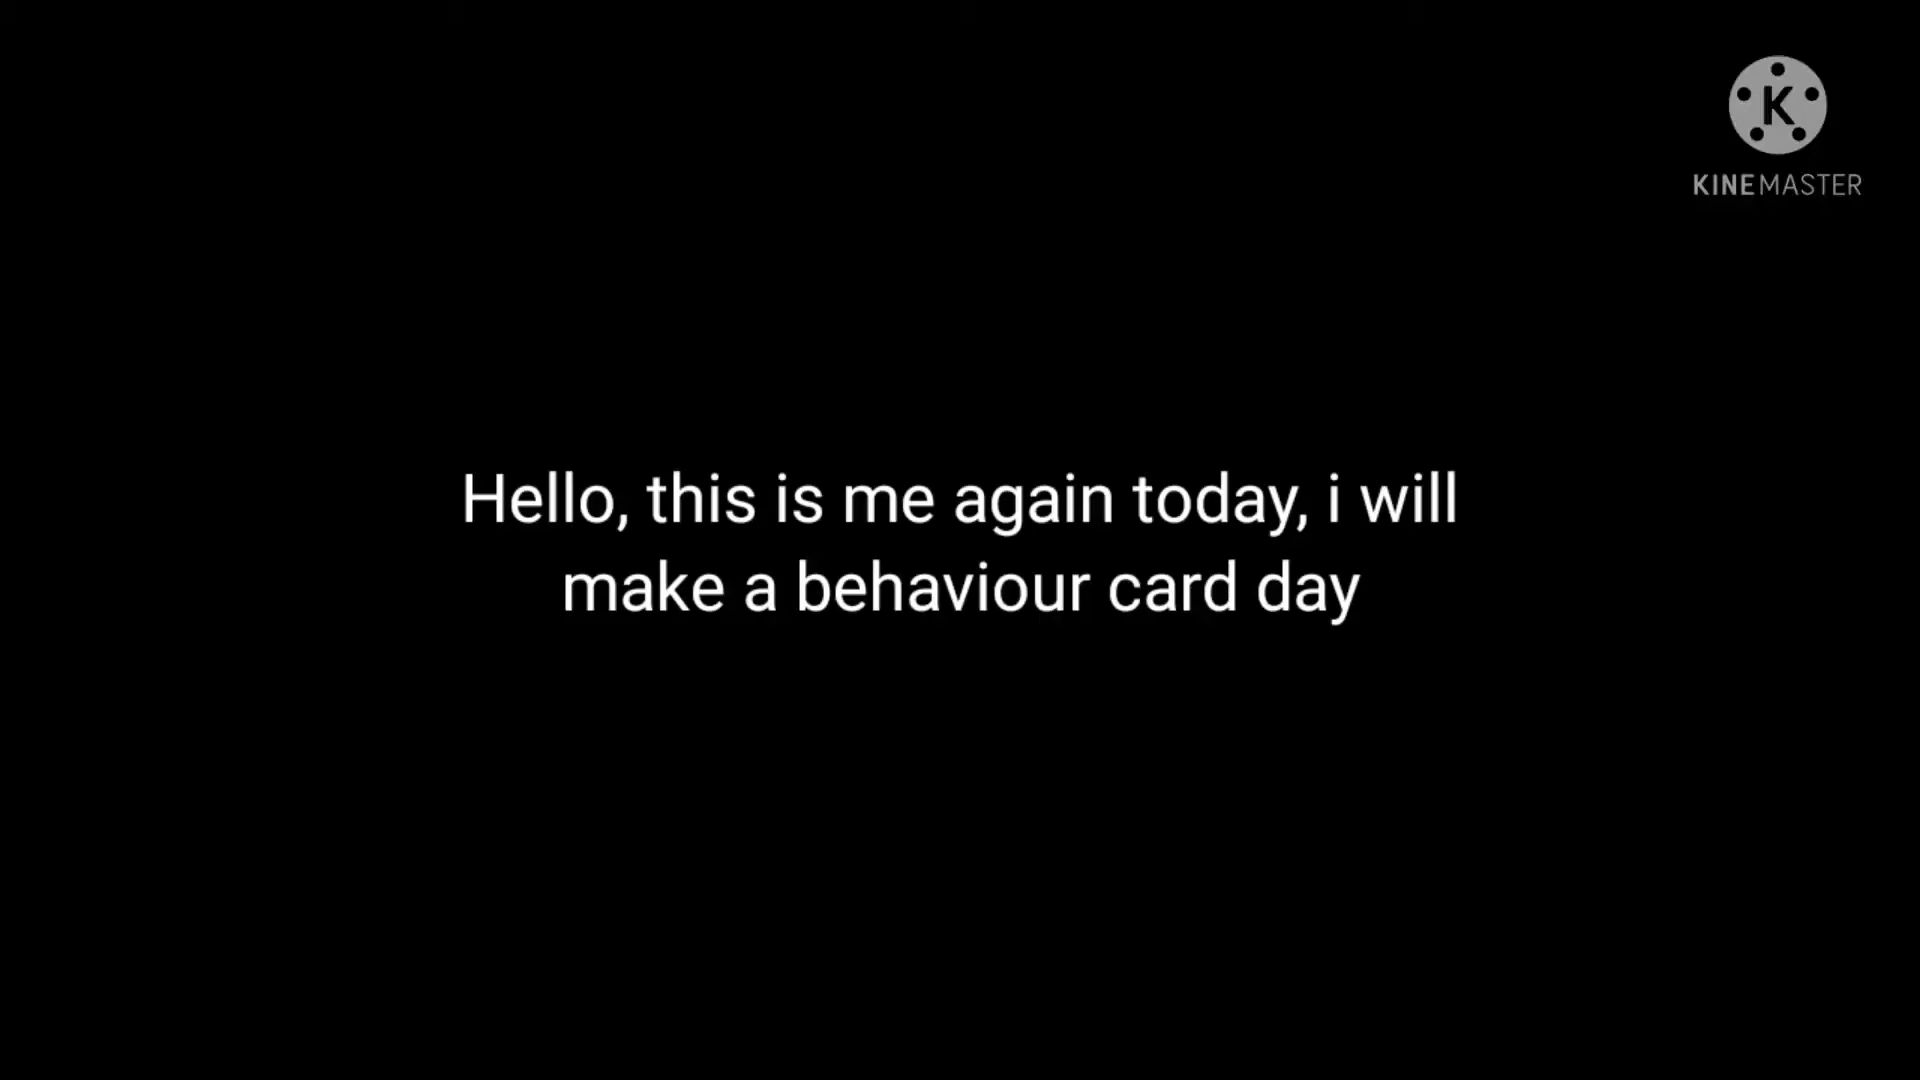 K
KINEMASTER
Hello, this is me again today, i will
make a behaviour card day